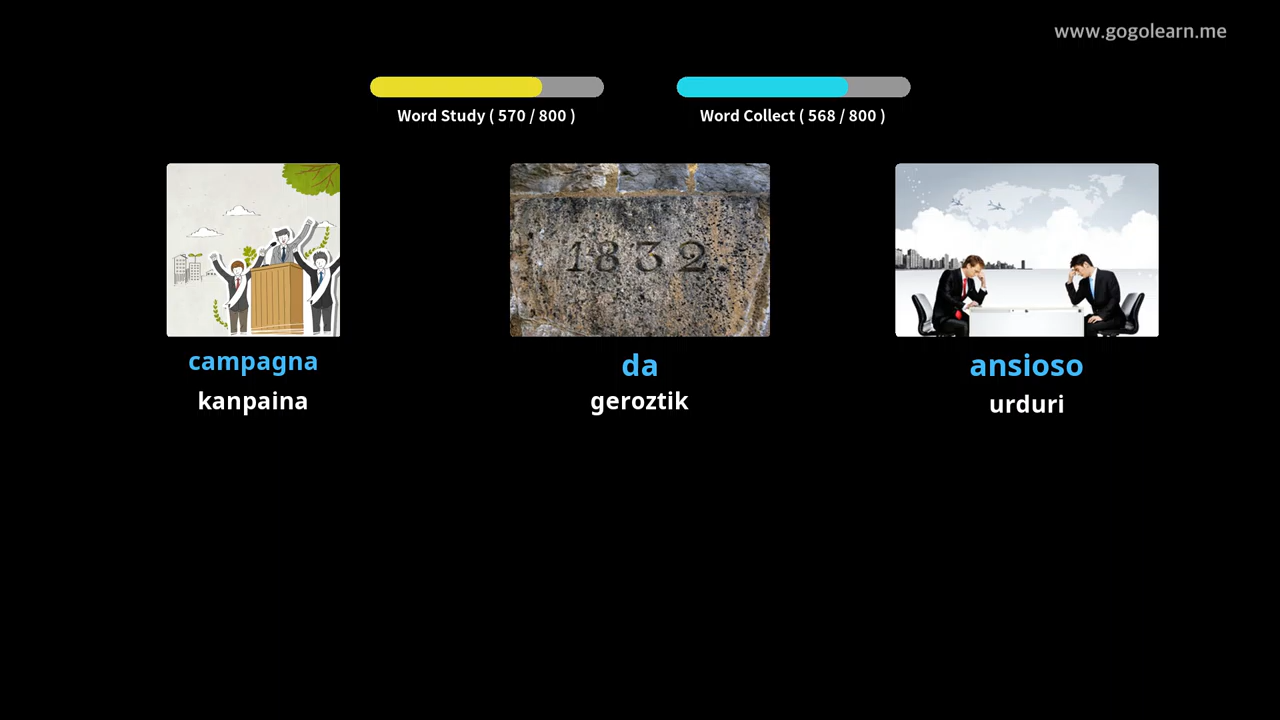 www.gogolearn.me
Word Study ( 570 / 800 )
Word Collect ( 568 / 800 )
1832.
campagna
da
ansioso
kanpaina
geroztik
urduri